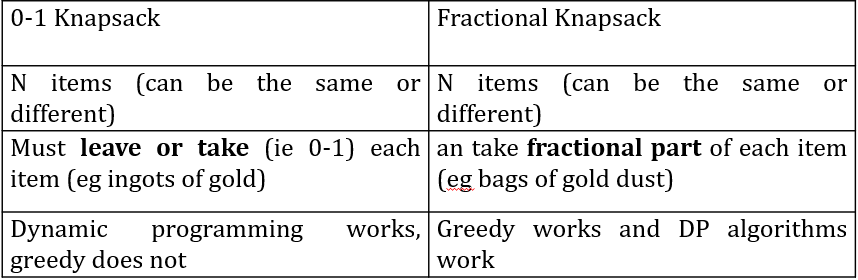 0-1 Knapsack
Fractional Knapsack
N items (can be the same or
different)
N items (can be the same or
different)
Must leave or take (ie 0-1) each
item (eg ingots of gold)
an take fractional part of each item
(eg bags of gold dust)
Dynamic programming works,
greedy does not
Greedy works and DP algorithms
work